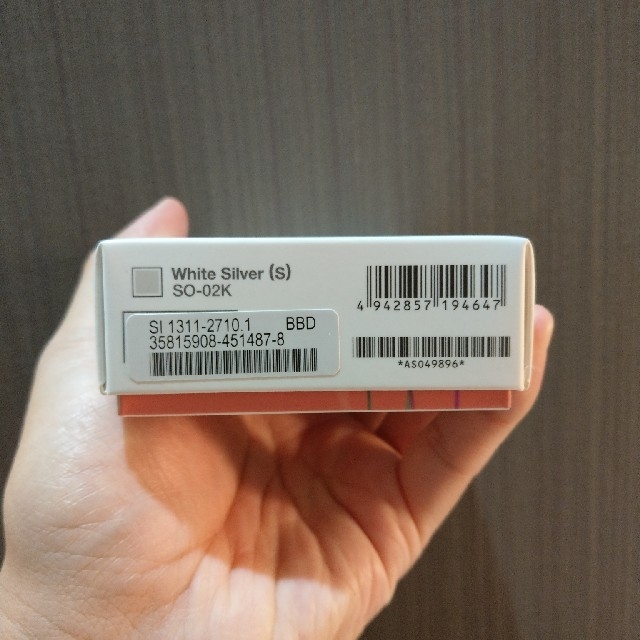 White Silver (S)
SO-02K
4 942857 194647
SI 1311-2710.1 BBD
35815908-451487-8
*AS049896*